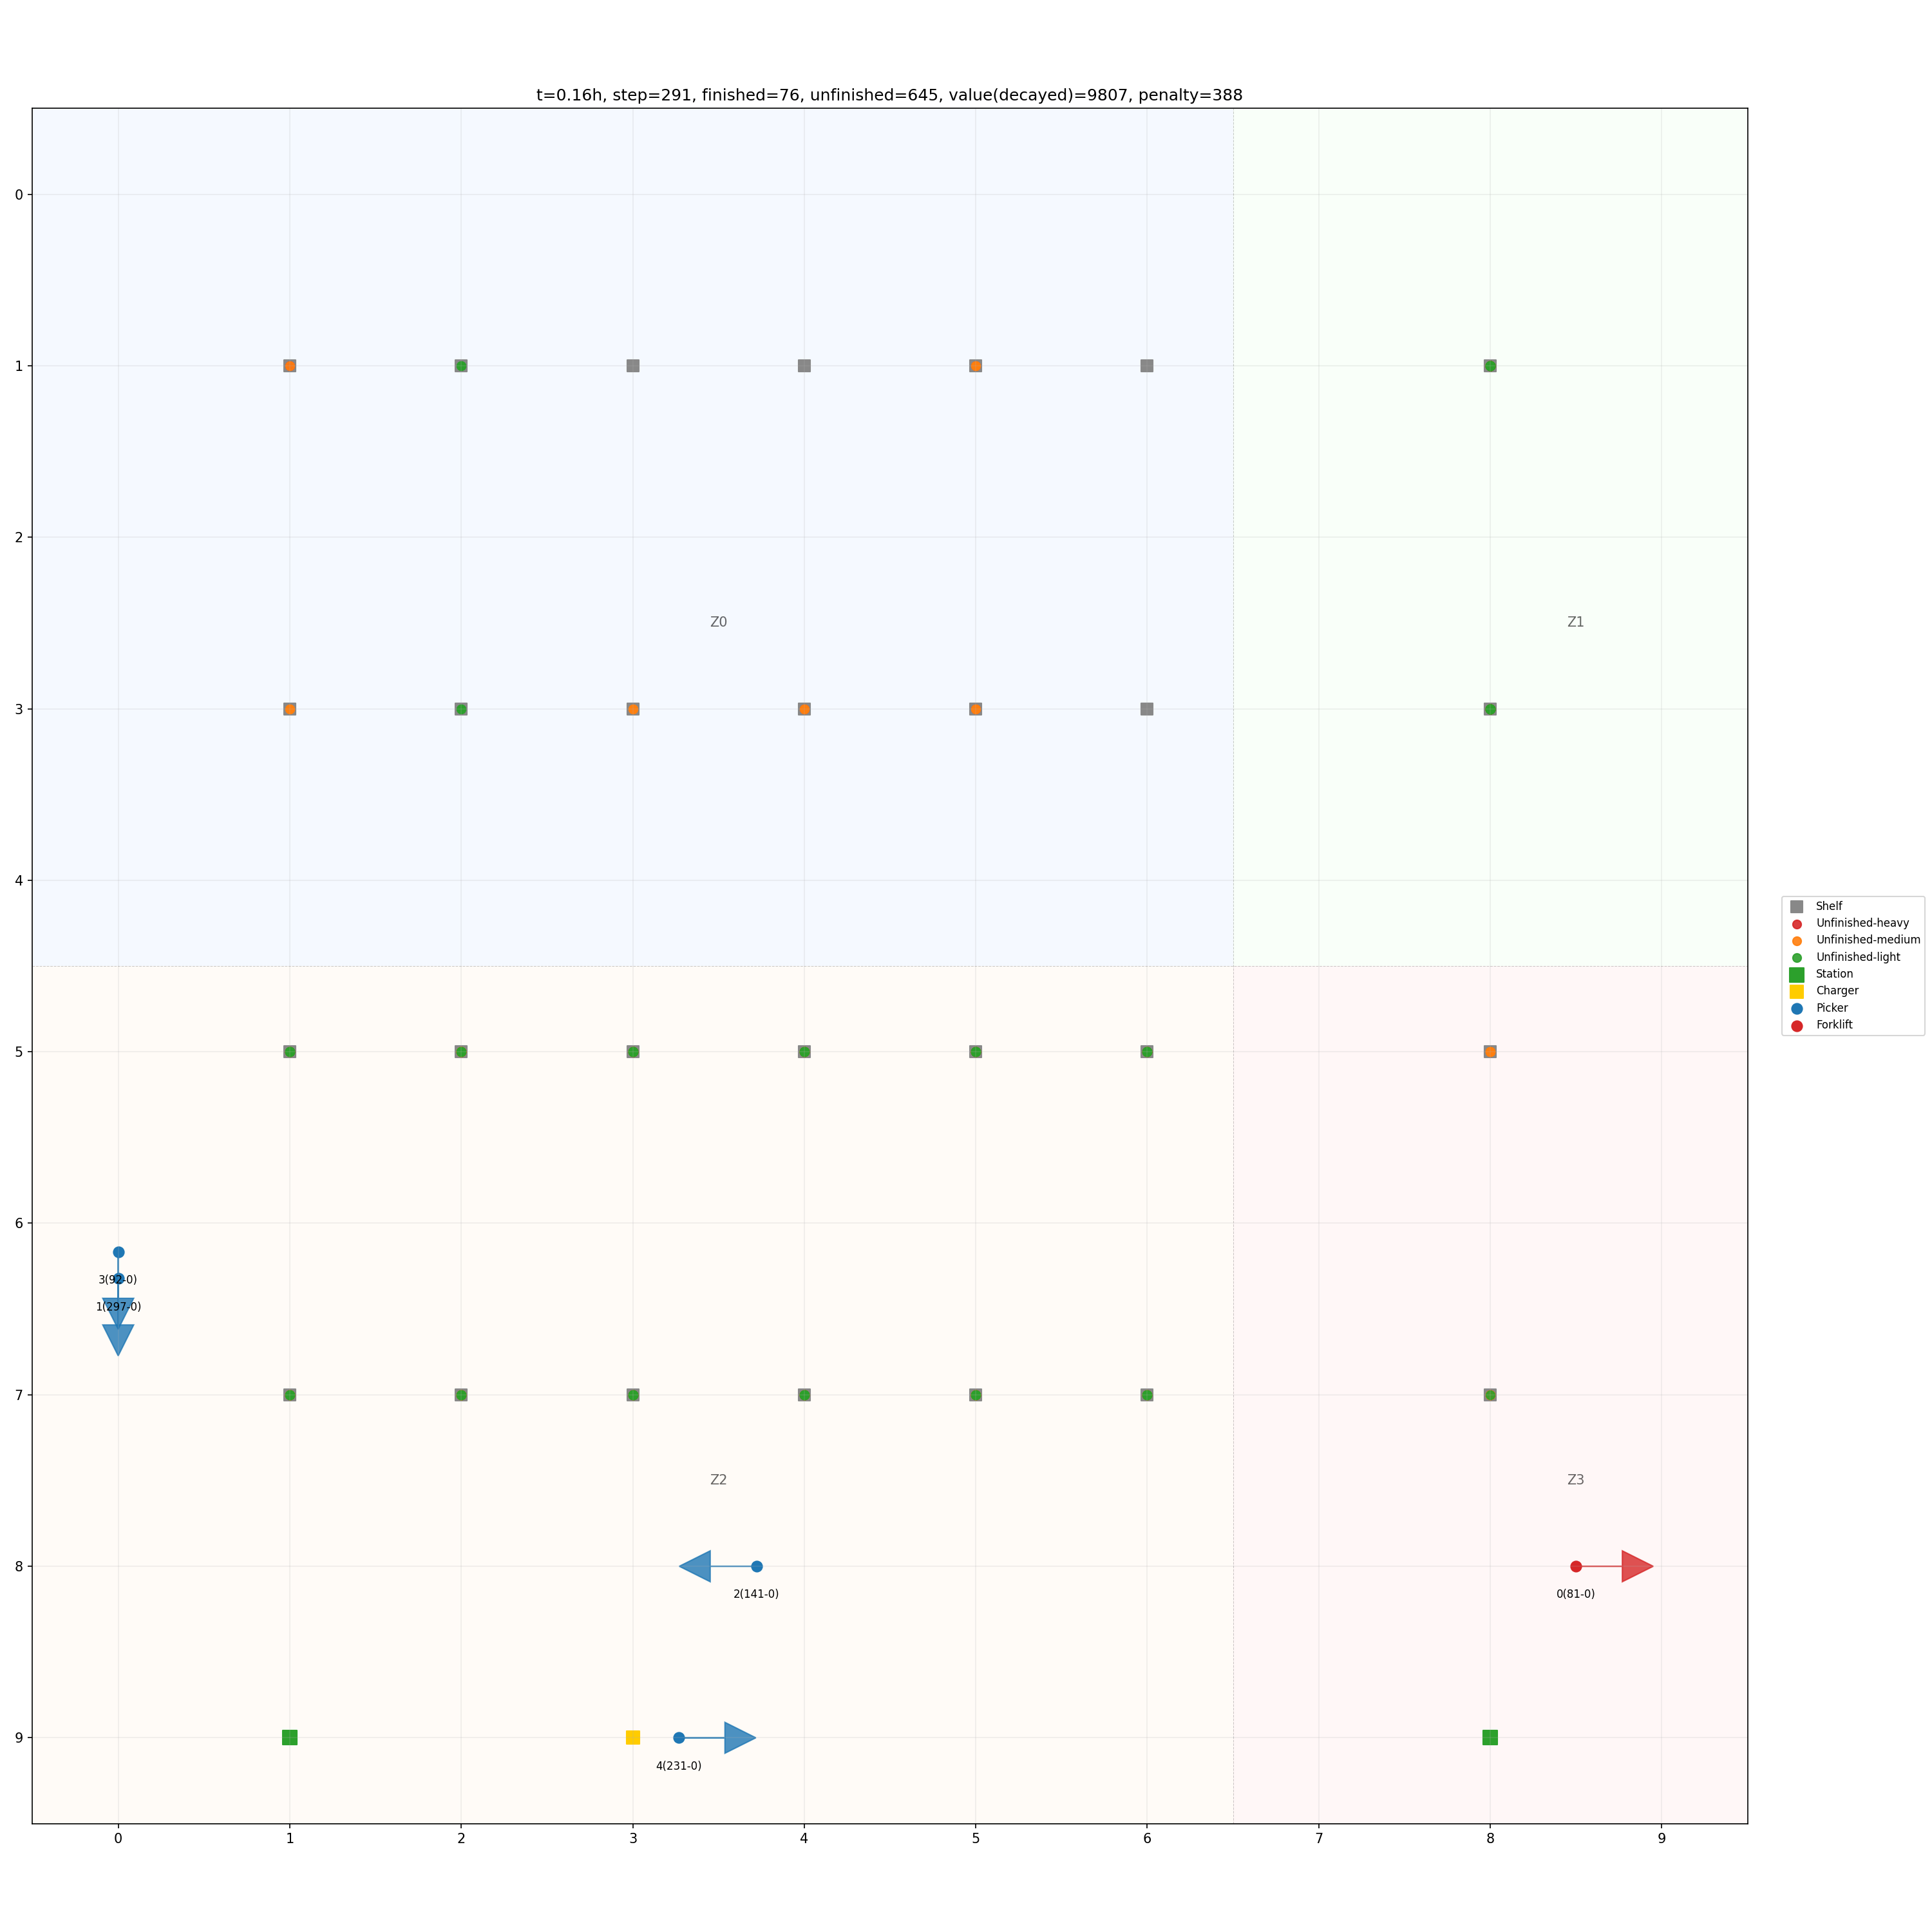 t=0.16h, step=291, finished=76, unfinished=645, value(decayed)=9807, penalty=388
0
1
2
Z0
Z1
3
4
Shelf
Unfinished-heavy
Unfinished-medium
Unfinished-light
Station
Charger
Picker
Forklift
5
6
3(92-0)
1(297-0)
7
Z2
Z3
8
2(141-0)
0(81-0)
9
4(231-0)
0 1 2 3 4 5 6 7 8 9